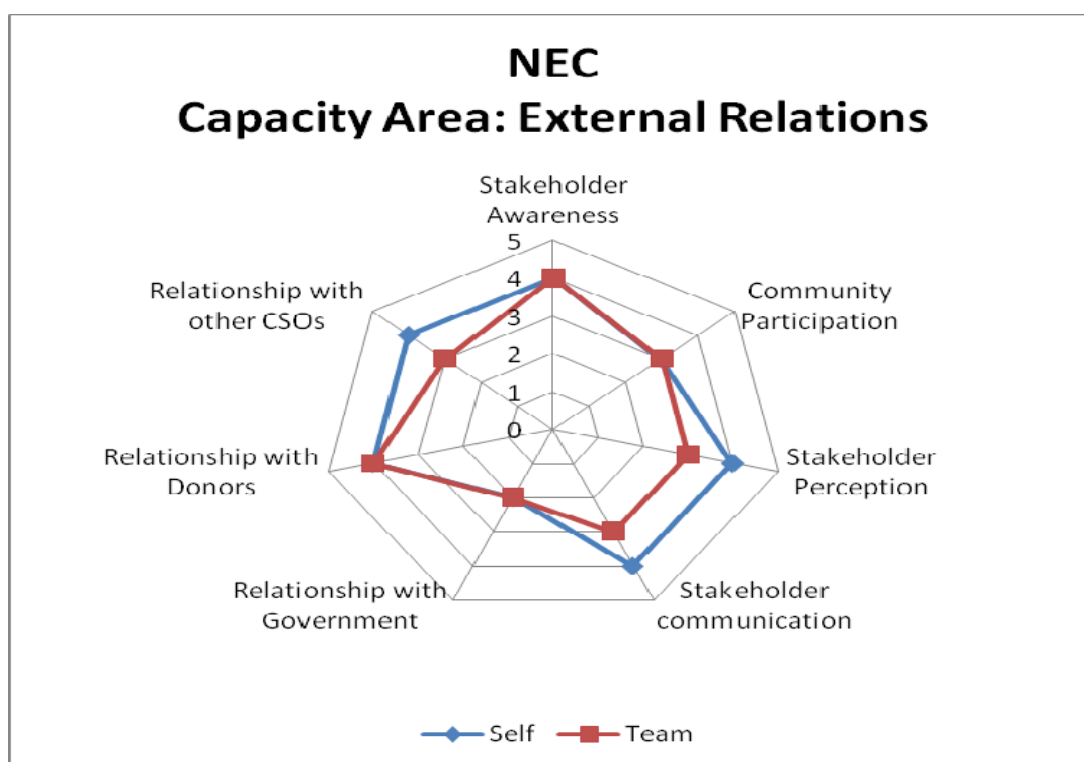 NEC
Capacity Area: External Relations
Stakeholder
Awareness
5
4
3
2
1
0
Community
Participation
Stakeholder
Perception
Stakeholder
communication
Relationship with
Government
Relationship with
Donors
Relationship with
other CSOs
Self
Team